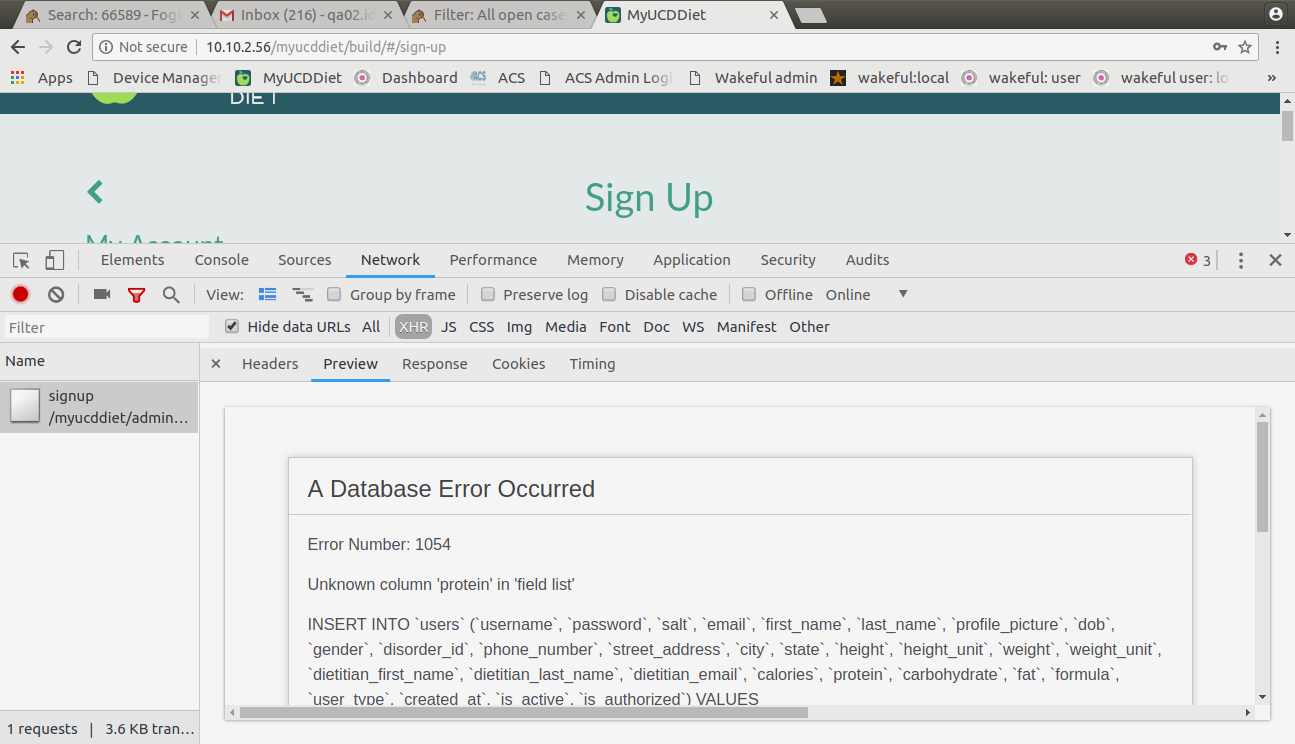 Search: 66589 - Fog
Inbox (216) - qa02.i
Filter: All open case
MyUCDDiet
Not secure
10.10.2.56/myucddiet/build/#/sign-up
Apps
Device Manager
MyUCDDiet
Dashboard
ACS
ACS
ACS Admin Logi
Wakeful admin
wakeful:local
wakeful: user
wakeful user: lo
»
DIET
Sign Up
My Account
Elements
Console
Sources
Network
Performance
Memory
Application
Security
Audits
3
View:
Group by frame
Preserve log
Disable cache
Offline
Online
Filter
Hide data URLs
All
XHR
JS
CSS
Img
Media
Font
Doc
WS
Manifest
Other
Name
Headers
Preview
Response
Cookies
Timing
signup
/myucddiet/admin…
A Database Error Occurred
Error Number: 1054
Unknown column 'protein' in 'field list'
INSERT INTO `users` (`username`, `password`, `salt`, `email`, `first_name`, `last_name`, `profile_picture`, `dob`,
`gender`, `disorder_id`, `phone_number`, `street_address`, `city`, `state`, `height`, `height_unit`, `weight`, `weight_unit`,
`dietitian_first_name`, `dietitian_last_name`, `dietitian_email`, `calories`, `protein`, `carbohydrate`, `fat`, `formula`,
`user_type`, `created_at`, `is_active`, `is_authorized`) VALUES
1 requests | 3.6 KB tran…